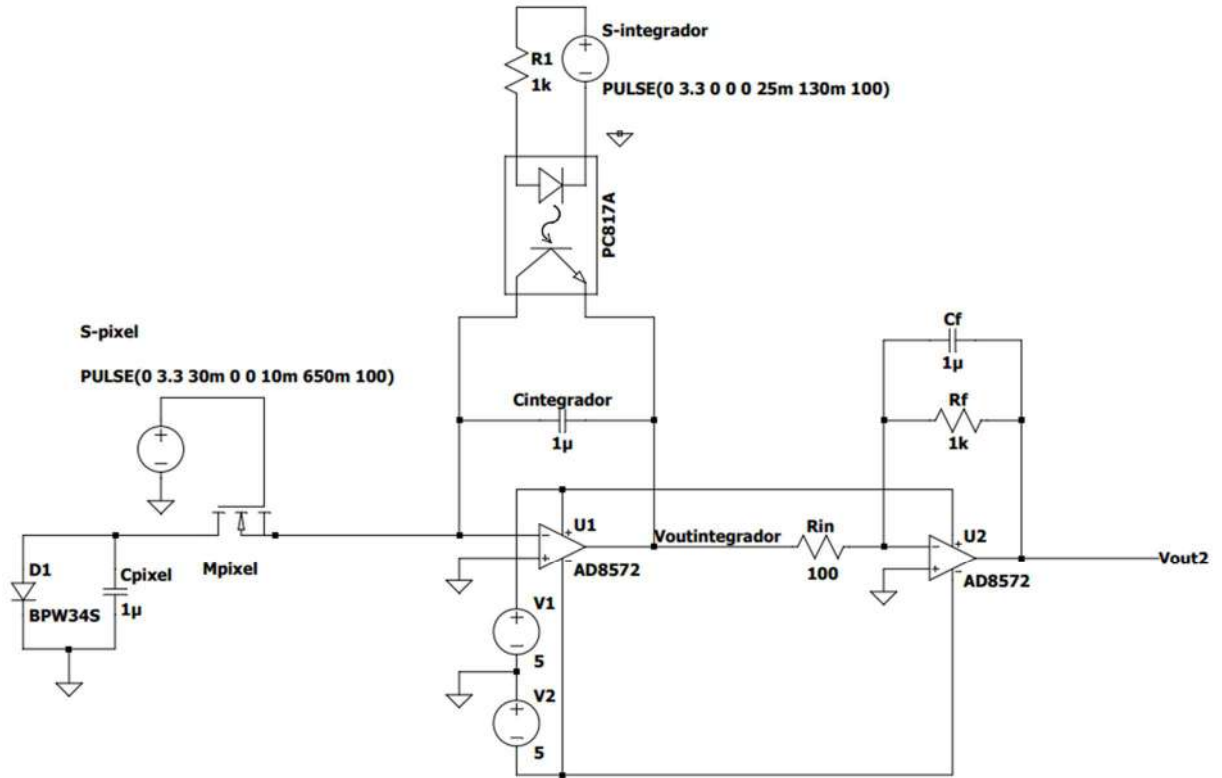 S-integrador
R1
1k
PULSE(0 3.3 0 0 0 25m 130m 100)
PC817A
S-pixel
PULSE(0 3.3 30m 0 0 10m 650m 100)
Cintegrador
1µ
Cf
1µ
Rf
1k
U1
AD8572
Voutintegrador
Rin
100
U2
AD8572
Vout2
D1
BPW34S
Cpixel
1µ
Mpixel
V1
5
V2
5